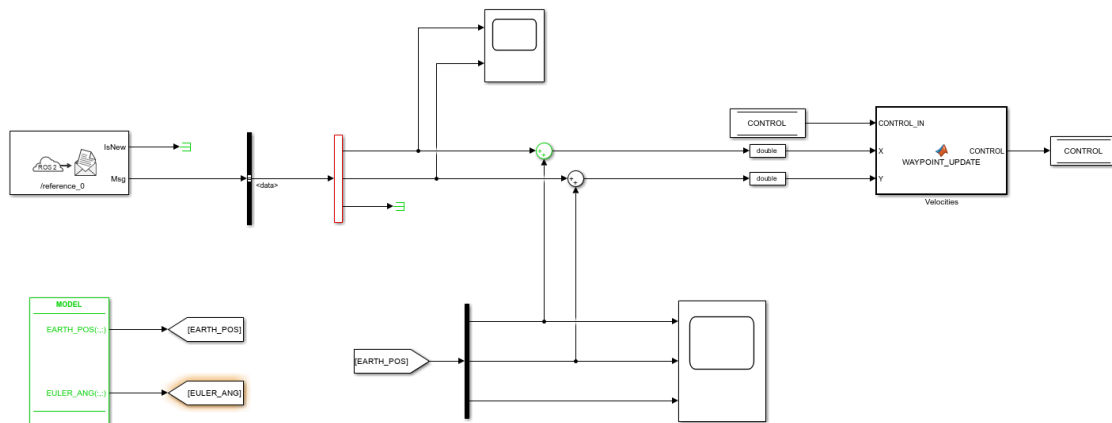 IsNew
ROS 2
Msg
/reference_0
<data>
CONTROL
CONTROL_IN
double
X
CONTROL
WAYPOINT_UPDATE
double
Y
CONTROL
Velocities
MODEL
EARTH_POS(:,:)
[EARTH_POS]
[EARTH_POS]
EULER_ANG(:,:)
[EULER_ANG]